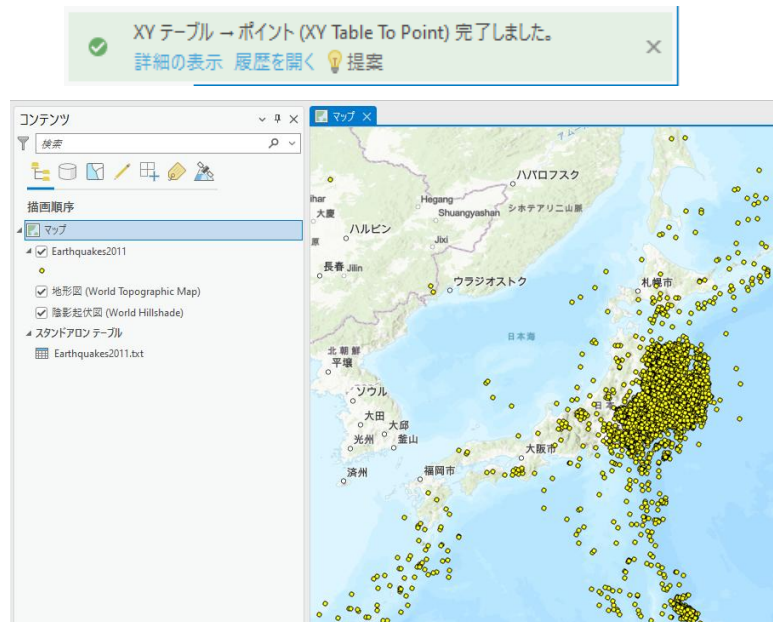 XY テーブル → ポイント (XY Table To Point) 完了しました。
詳細の表示 履歴を開く 提案
コンテンツ
マップ
検索
描画順序
マップ
Earthquakes2011
地形図 (World Topographic Map)
陰影起伏図 (World Hillshade)
スタンドアロン テーブル
Earthquakes2011.txt
ハバロフスク
Hegang
シホテアリニ山脈
Shuangyashan
大慶
ハルビン
Jixi
長春 Jilin
ウラジオストク
札幌市
日本海
北朝鮮
平壌
ソウル
大田
大邱
光州
釜山
大阪市
済州
福岡市